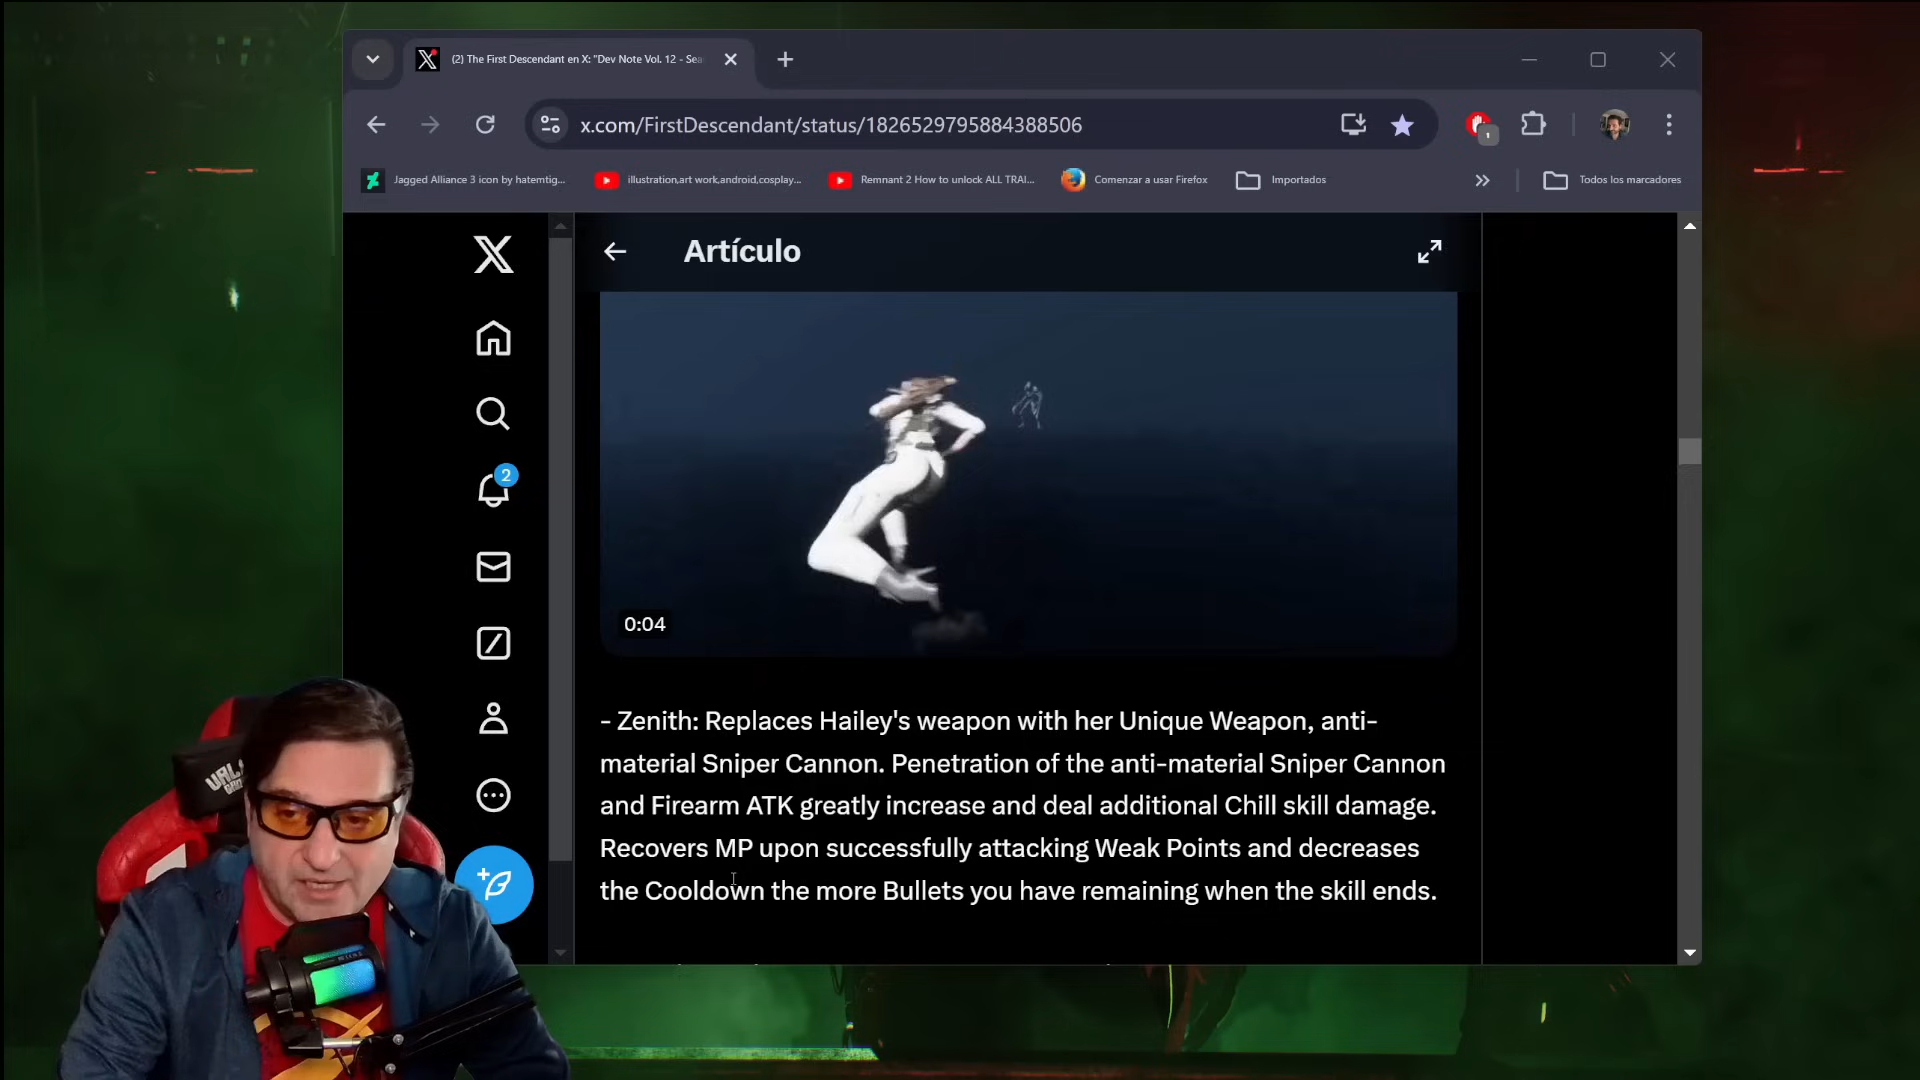 (2) The First Descendant en X: "Dev Note Vol. 12 - Sea
x.com/FirstDescendant/status/1826529795884388506
1
Jagged Alliance 3 icon by hatemtig...
illustration,art work,android,cosplay...
Remnant 2 How to unlock ALL TRAI...
Comenzar a usar Firefox
Importados
Todos los marcadores
Artículo
2
0:04
- Zenith: Replaces Hailey's weapon with her Unique Weapon, anti-
material Sniper Cannon. Penetration of the anti-material Sniper Cannon
and Firearm ATK greatly increase and deal additional Chill skill damage.
Recovers MP upon successfully attacking Weak Points and decreases
the Cooldown the more Bullets you have remaining when the skill ends.